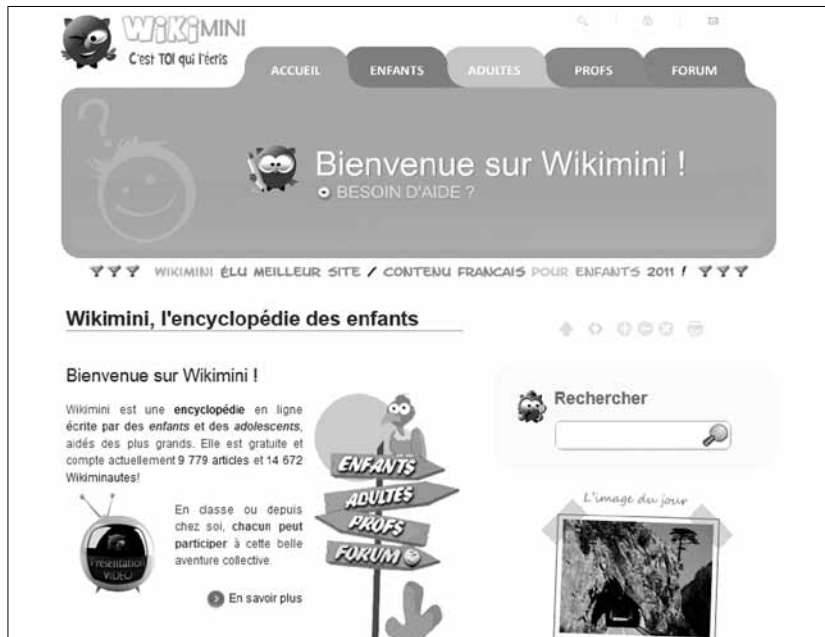 WiKiMINI
C'est TOI qui l'écris
ACCUEIL
ENFANTS
ADULTES
PROFS
FORUM
?
Bienvenue sur Wikimini !
BESOIN D'AIDE ?
WIKIMINI ÉLU MEILLEUR SITE / CONTENU FRANCAIS POUR ENFANTS 2011 !
Wikimini, l'encyclopédie des enfants
Bienvenue sur Wikimini !
Wikimini est une encyclopédie en ligne
écrite par des enfants et des adolescents,
aidés des plus grands. Elle est gratuite et
compte actuellement 9 779 articles et 14 672
Wikiminautes!
En classe ou depuis
chez soi, chacun peut
participer à cette belle
aventure collective.
Présentation
VIDEO
En savoir plus
ENFANTS
ADULTES
PROFS
FORUM
Rechercher
L'image du jour